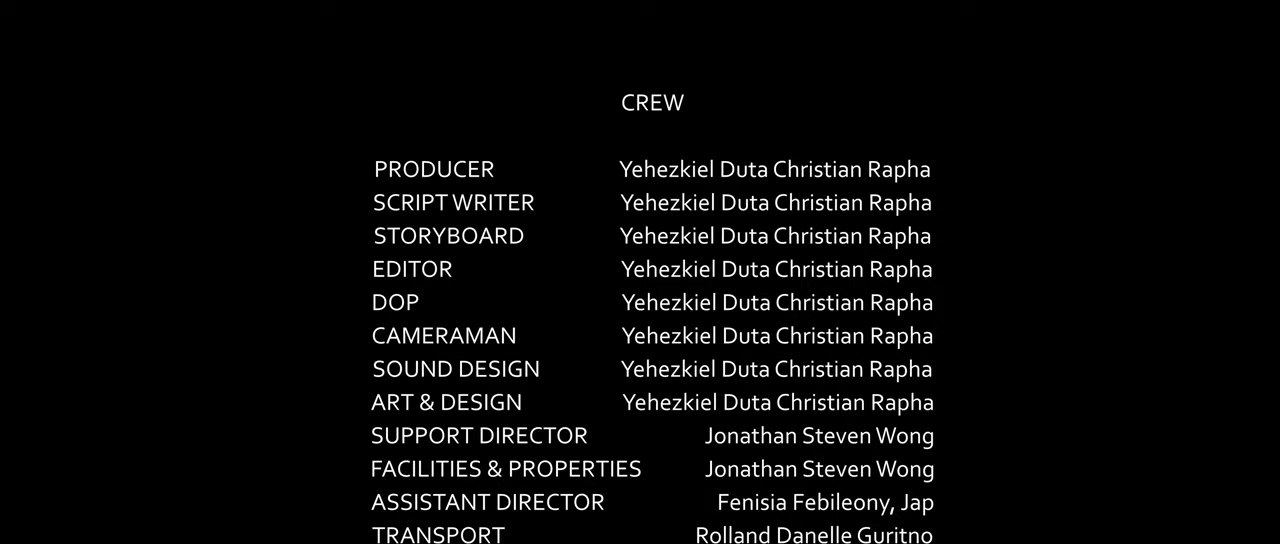 CREW
PRODUCER Yehezkiel Duta Christian Rapha
SCRIPT WRITER Yehezkiel Duta Christian Rapha
STORYBOARD Yehezkiel Duta Christian Rapha
EDITOR Yehezkiel Duta Christian Rapha
DOP Yehezkiel Duta Christian Rapha
CAMERAMAN Yehezkiel Duta Christian Rapha
SOUND DESIGN Yehezkiel Duta Christian Rapha
ART & DESIGN Yehezkiel Duta Christian Rapha
SUPPORT DIRECTOR Jonathan Steven Wong
FACILITIES & PROPERTIES Jonathan Steven Wong
ASSISTANT DIRECTOR Fenisia Febileony, Jap
TRANSPORT Rolland Danelle Guritno